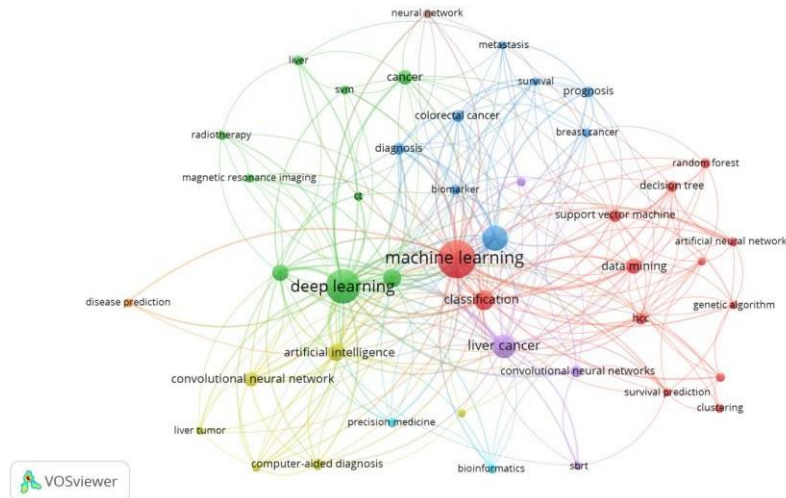 neural network
metastasis
liver
cancer
survival
svm
prognosis
colorectal cancer
radiotherapy
breast cancer
diagnosis
random forest
magnetic resonance imaging
decision tree
biomarker
ct
support vector machine
artificial neural network
machine learning
data mining
deep learning
classification
disease prediction
genetic algorithm
hcc
liver cancer
artificial intelligence
convolutional neural networks
convolutional neural network
survival prediction
clustering
precision medicine
liver tumor
computer-aided diagnosis
bioinformatics
sbrt
VOSviewer